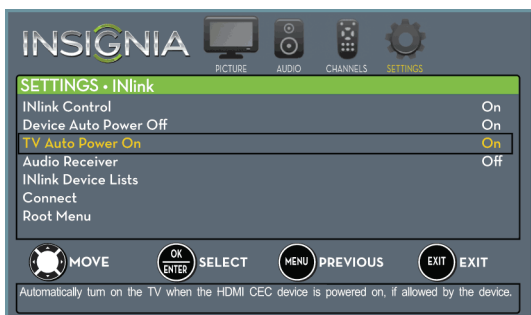 INSIGNIA
PICTURE AUDIO CHANNELS SETTINGS
SETTINGS • INlink
INlink Control On
Device Auto Power Off On
TV Auto Power On On
Audio Receiver Off
INlink Device Lists
Connect
Root Menu
MOVE OK ENTER SELECT MENU PREVIOUS EXIT EXIT
Automatically turn on the TV when the HDMI CEC device is powered on, if allowed by the device.